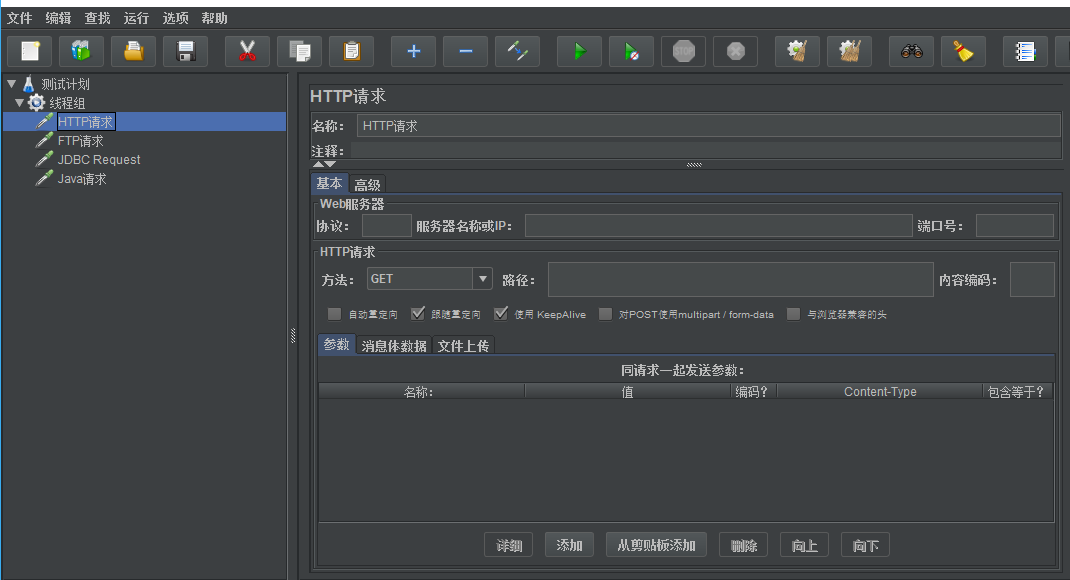 文件 编辑 查找 运行 选项 帮助
测试计划
线程组
HTTP请求
FTP请求
JDBC Request
Java请求
HTTP请求
名称： HTTP请求
注释：
基本 高级
Web服务器
协议： 服务器名称或IP： 端口号：
HTTP请求
方法： GET 路径： 内容编码：
自动重定向 跟随重定向 使用 KeepAlive 对POST使用multipart / form-data 与浏览器兼容的头
参数 消息体数据 文件上传
同请求一起发送参数：
名称： 值 编码？ Content-Type 包含等于？
详细 添加 从剪贴板添加 删除 向上 向下